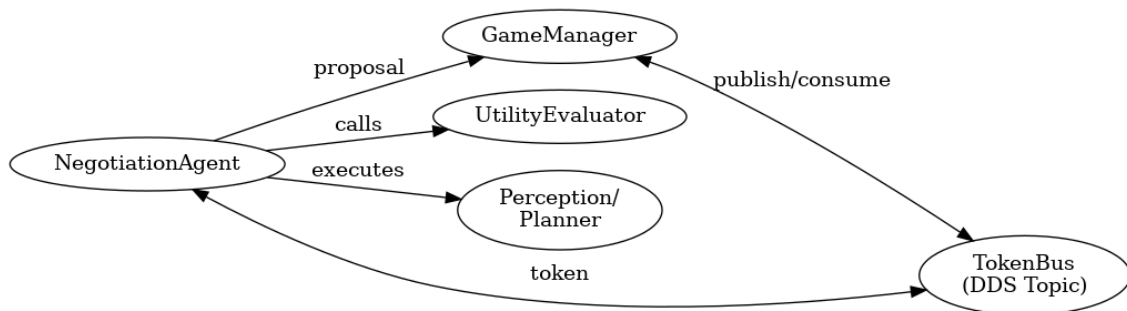 GameManager
proposal
publish/consume
UtilityEvaluator
calls
NegotiationAgent
executes
Perception/
Planner
token
TokenBus
(DDS Topic)